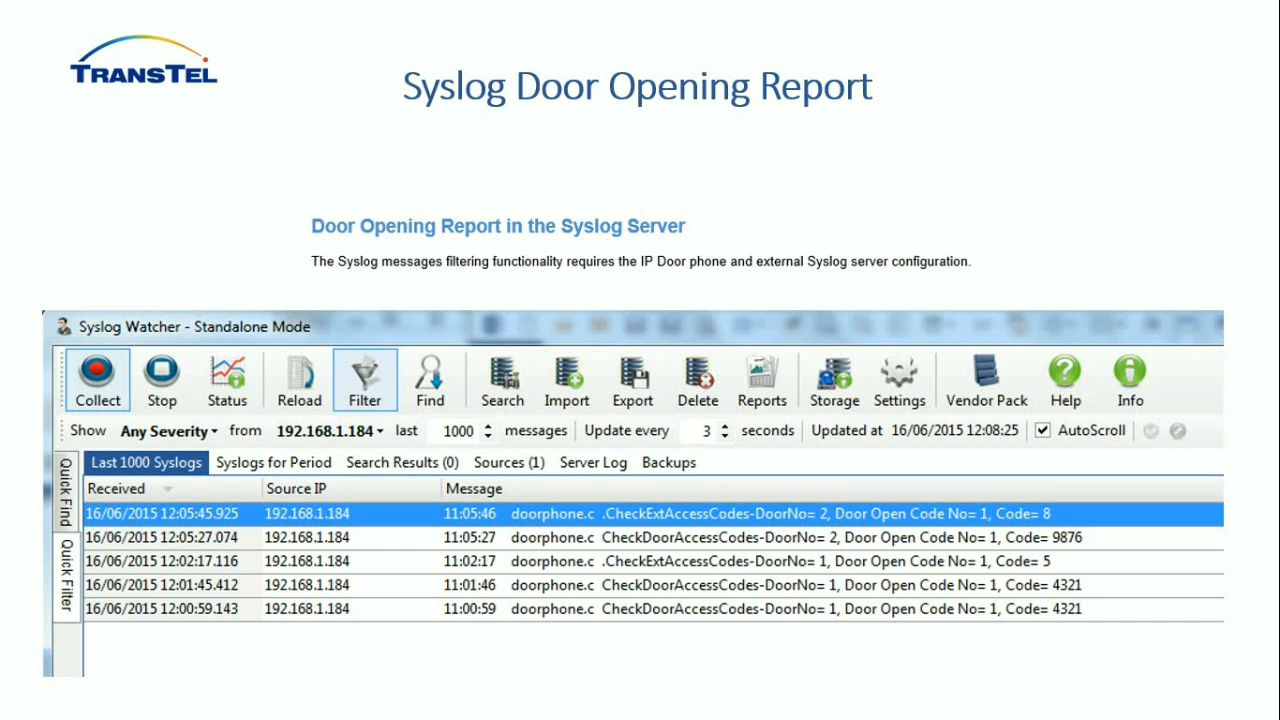 TRANSTEL
Syslog Door Opening Report
Door Opening Report in the Syslog Server
The Syslog messages filtering functionality requires the IP Door phone and external Syslog server configuration.
Syslog Watcher - Standalone Mode
Collect Stop Status Reload Filter Find Search Import Export Delete Reports Storage Settings Vendor Pack Help Info
Show Any Severity from 192.168.1.184 last 1000 messages Update every 3 seconds Updated at 16/06/2015 12:08:25 AutoScroll
Last 1000 Syslogs Syslogs for Period Search Results (0) Sources (1) Server Log Backups
Quick Find
Quick Filter
Received Source IP Message
16/06/2015 12:05:45.925 192.168.1.184 11:05:46 doorphone.c .CheckExtAccessCodes-DoorNo= 2, Door Open Code No= 1, Code= 8
16/06/2015 12:05:27.074 192.168.1.184 11:05:27 doorphone.c CheckDoorAccessCodes-DoorNo= 2, Door Open Code No= 1, Code= 9876
16/06/2015 12:02:17.116 192.168.1.184 11:02:17 doorphone.c .CheckExtAccessCodes-DoorNo= 1, Door Open Code No= 1, Code= 5
16/06/2015 12:01:45.412 192.168.1.184 11:01:46 doorphone.c CheckDoorAccessCodes-DoorNo= 1, Door Open Code No= 1, Code= 4321
16/06/2015 12:00:59.143 192.168.1.184 11:00:59 doorphone.c CheckDoorAccessCodes-DoorNo= 1, Door Open Code No= 1, Code= 4321